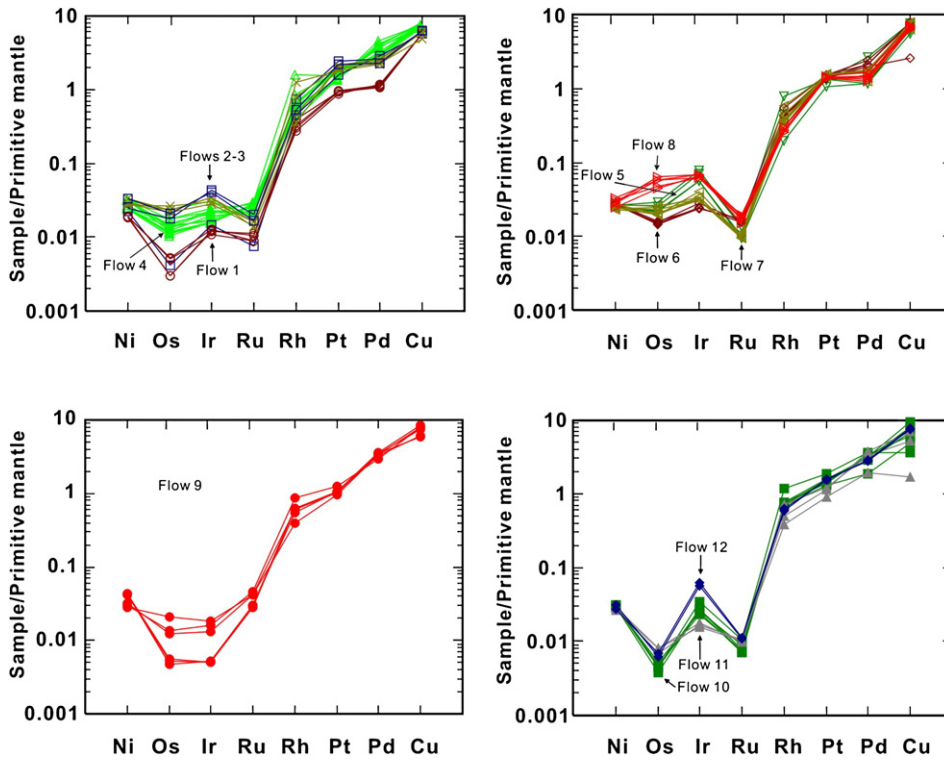 Sample/Primitive mantle
10
1
0.1
0.01
0.001
Flows 2-3
Flow 4
Flow 1
Ni Os Ir Ru Rh Pt Pd Cu
Sample/Primitive mantle
10
1
0.1
0.01
0.001
Flow 8
Flow 5
Flow 6
Flow 7
Ni Os Ir Ru Rh Pt Pd Cu
Sample/Primitive mantle
10
1
0.1
0.01
0.001
Flow 9
Ni Os Ir Ru Rh Pt Pd Cu
Sample/Primitive mantle
10
1
0.1
0.01
0.001
Flow 12
Flow 11
Flow 10
Ni Os Ir Ru Rh Pt Pd Cu